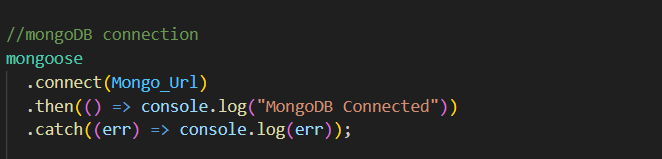 //mongoDB connection
mongoose
  .connect(Mongo_Url)
  .then(() => console.log("MongoDB Connected"))
  .catch((err) => console.log(err));